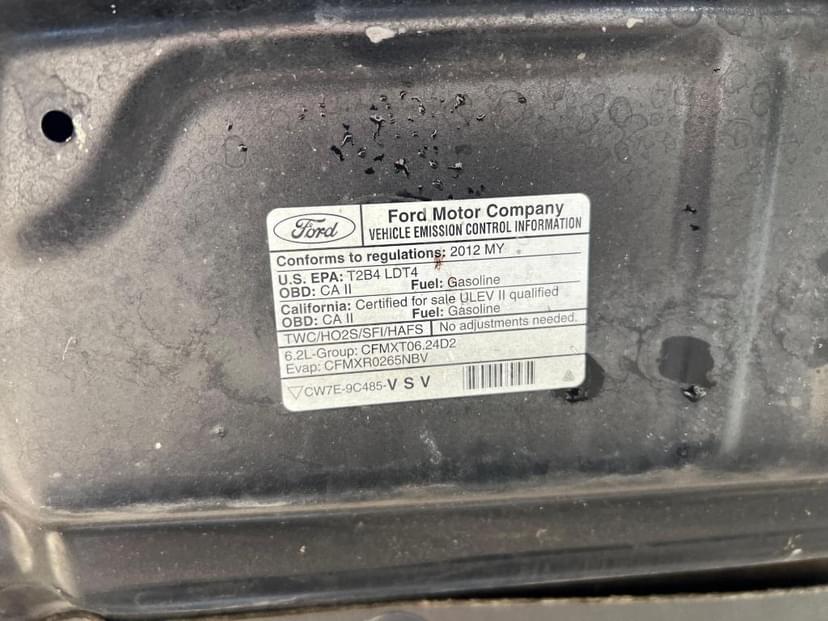 Ford
Ford Motor Company
VEHICLE EMISSION CONTROL INFORMATION
Conforms to regulations: 2012 MY
U.S. EPA: T2B4 LDT4
OBD: CA II Fuel: Gasoline
California: Certified for sale ULEV II qualified
OBD: CA II Fuel: Gasoline
TWC/HO2S/SFI/HAFS No adjustments needed.
6.2L-Group: CFMXT06.24D2
Evap: CFMXR0265NBV
CW7E-9C485-V S V